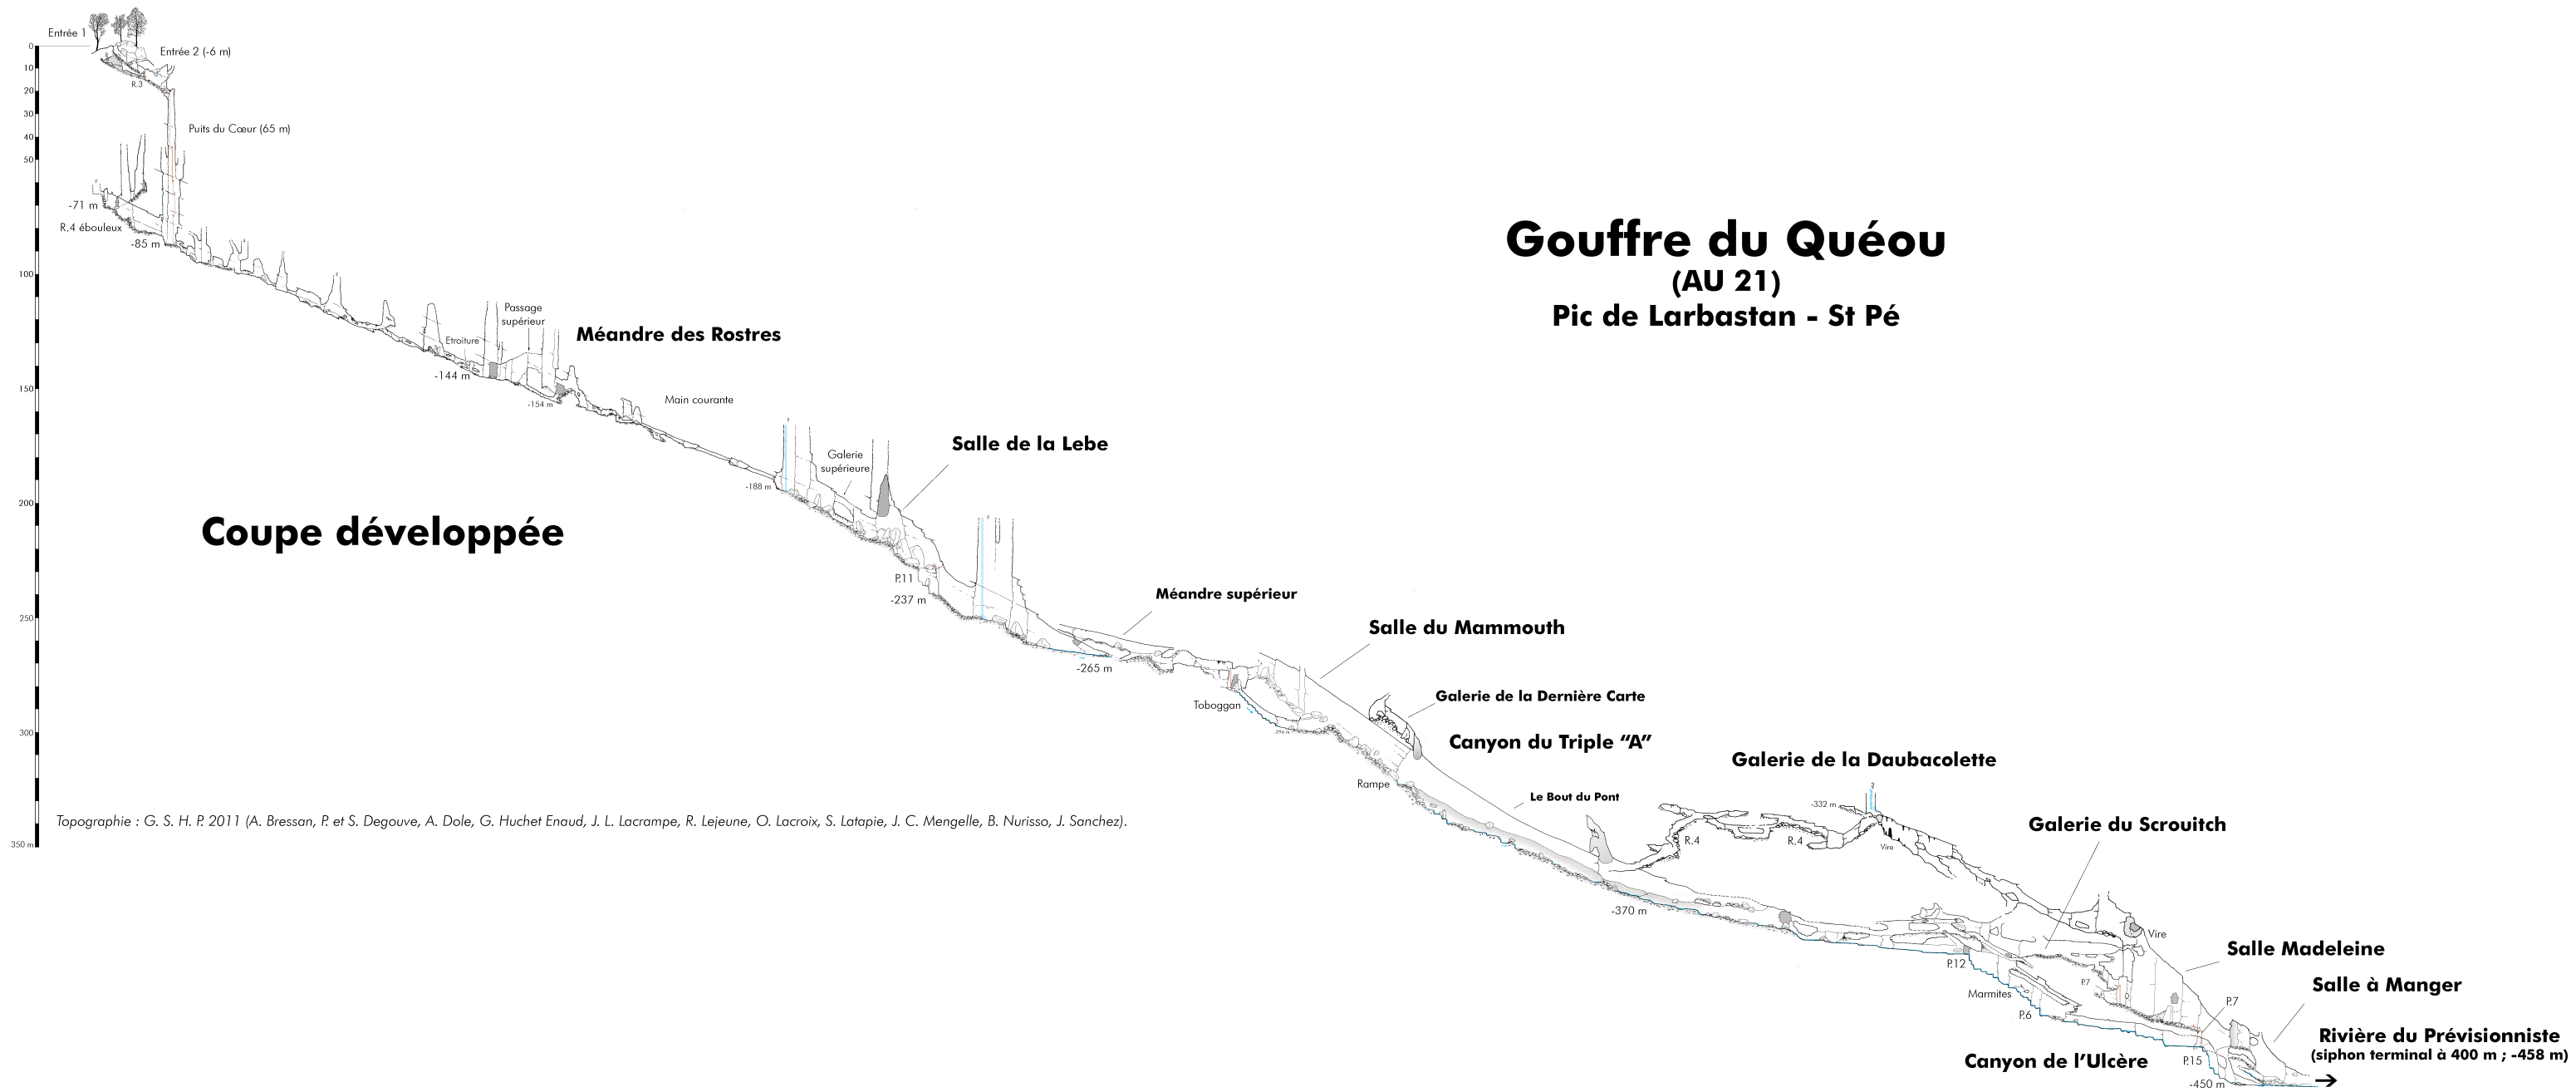 Entrée 1
Entrée 2 (-6 m)
0
10
20
30
40
50
100
150
200
250
300
350 m
R.3
Puits du Cœur (65 m)
-71 m
R.4 ébouleux
-85 m
Gouffre du Quéou
(AU 21)
Pic de Larbastan - St Pé
Passage
supérieur
Méandre des Rostres
Etroiture
-144 m
-154 m
Main courante
Salle de la Lebe
Galerie
supérieure
-188 m
Coupe développée
P.11
-237 m
Méandre supérieur
Salle du Mammouth
-265 m
Toboggan
Galerie de la Dernière Carte
Canyon du Triple “A”
Rampe
Le Bout du Pont
Galerie de la Daubacolette
-332 m
R.4
R.4
Vire
Galerie du Scrouitch
Topographie : G. S. H. P. 2011 (A. Bressan, P. et S. Degouve, A. Dole, G. Huchet Enaud, J. L. Lacrampe, R. Lejeune, O. Lacroix, S. Latapie, J. C. Mengelle, B. Nurisso, J. Sanchez).
-370 m
Vire
Salle Madeleine
P.12
P.7
Salle à Manger
Marmites
P.7
P.6
Rivière du Prévisionniste
(siphon terminal à 400 m ; -458 m)
Canyon de l’Ulcère
P.15
-450 m